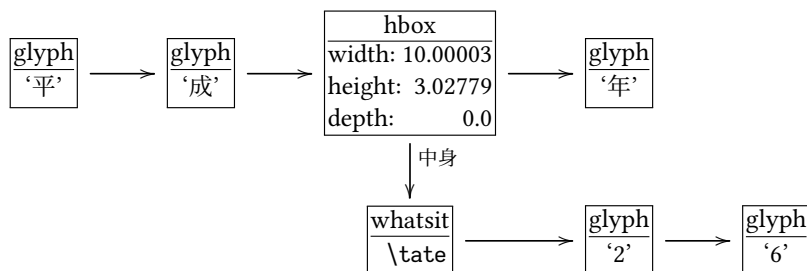 glyph
‘平’
glyph
‘成’
hbox
width: 10.00003
height: 3.02779
depth: 0.0
glyph
‘年’
中身
whatsit
\tate
glyph
‘2’
glyph
‘6’